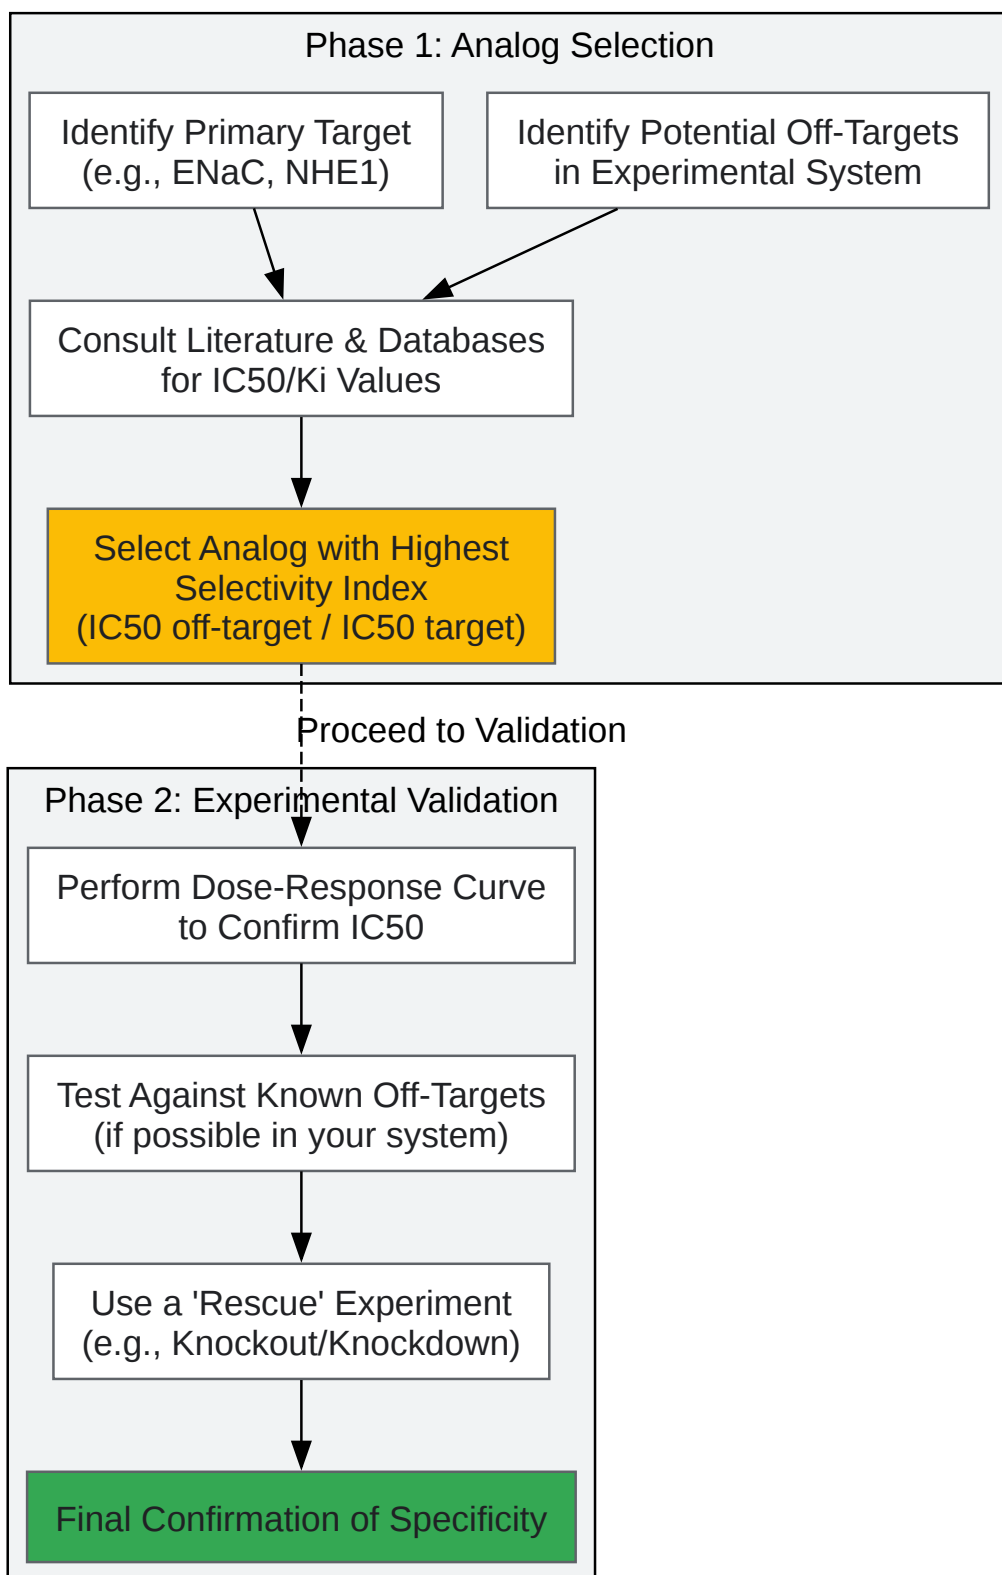 Phase 1: Analog Selection
Identify Primary Target
(e.g., ENaC, NHE1)
Identify Potential Off-Targets
in Experimental System
Consult Literature & Databases
for IC50/Ki Values
Select Analog with Highest
Selectivity Index
(IC50 off-target / IC50 target)
Proceed to Validation
Phase 2: Experimental Validation
Perform Dose-Response Curve
to Confirm IC50
Test Against Known Off-Targets
(if possible in your system)
Use a 'Rescue' Experiment
(e.g., Knockout/Knockdown)
Final Confirmation of Specificity